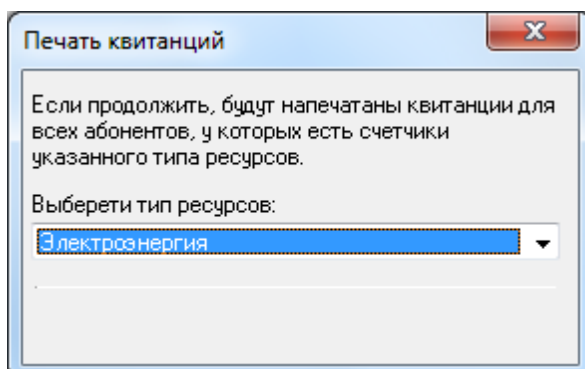 Печать квитанций
Если продолжить, будут напечатаны квитанции для
всех абонентов, у которых есть счетчики
указанного типа ресурсов.
Выберети тип ресурсов:
Электроэнергия